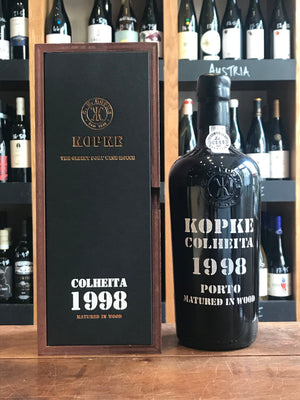 AUSTRIA
KOPKE
THE OLDEST PORT WINE HOUSE
COLHEITA
1998
MATURED IN WOOD
KOPKE
COLHEITA
1998
PORTO
MATURED IN WOOD